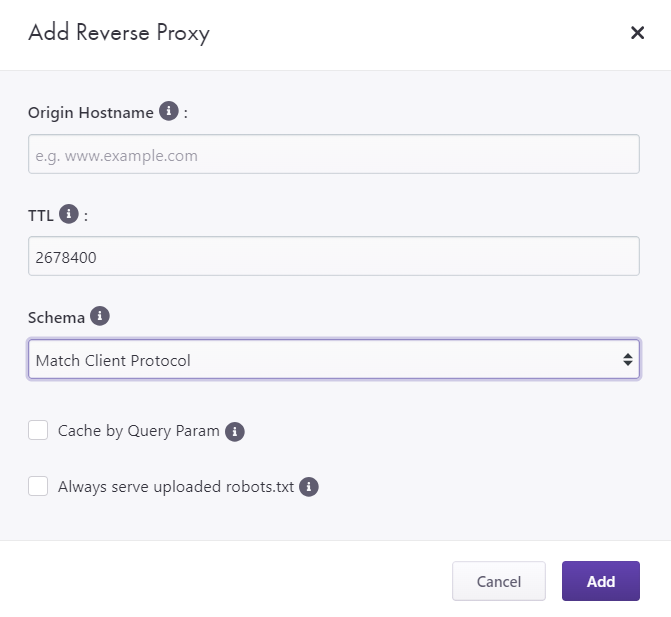 Add Reverse Proxy
Origin Hostname i :
e.g. www.example.com
TTL i :
2678400
Schema i
Match Client Protocol
Cache by Query Param i
Always serve uploaded robots.txt i
Cancel Add